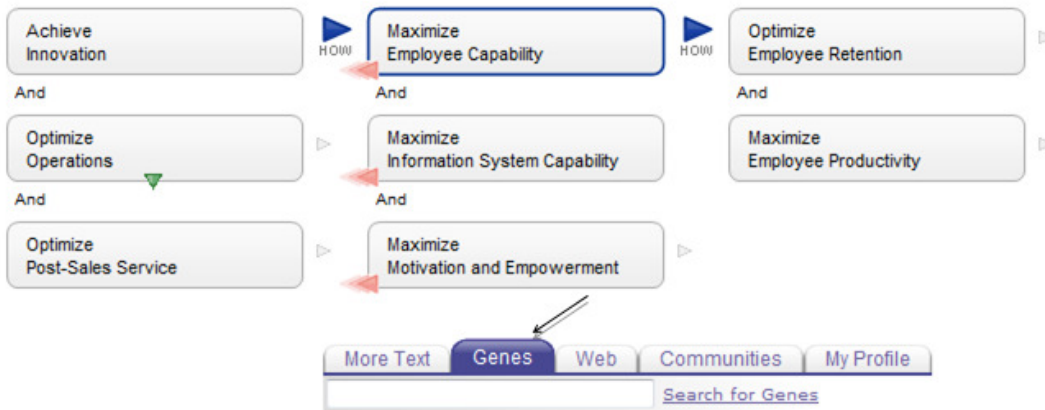 Achieve
Innovation
HOW
Maximize
Employee Capability
HOW
Optimize
Employee Retention
And
And
And
Optimize
Operations
Maximize
Information System Capability
Maximize
Employee Productivity
And
And
Optimize
Post-Sales Service
Maximize
Motivation and Empowerment
More Text
Genes
Web
Communities
My Profile
Search for Genes